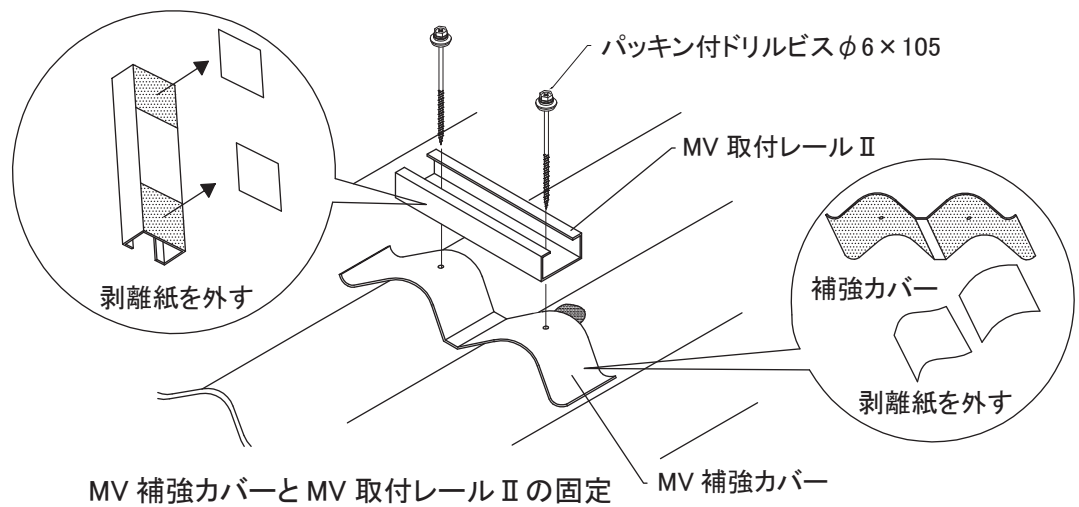 パッキン付ドリルビスφ6×105
MV 取付レールⅡ
剥離紙を外す
補強カバー
剥離紙を外す
MV 補強カバーと MV 取付レールⅡの固定
MV 補強カバー